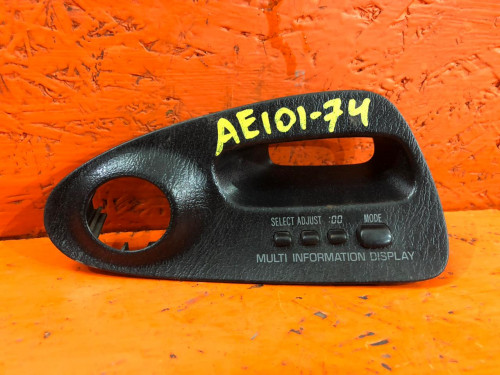 AE101-74
SELECT ADJUST :00 MODE
MULTI INFORMATION DISPLAY